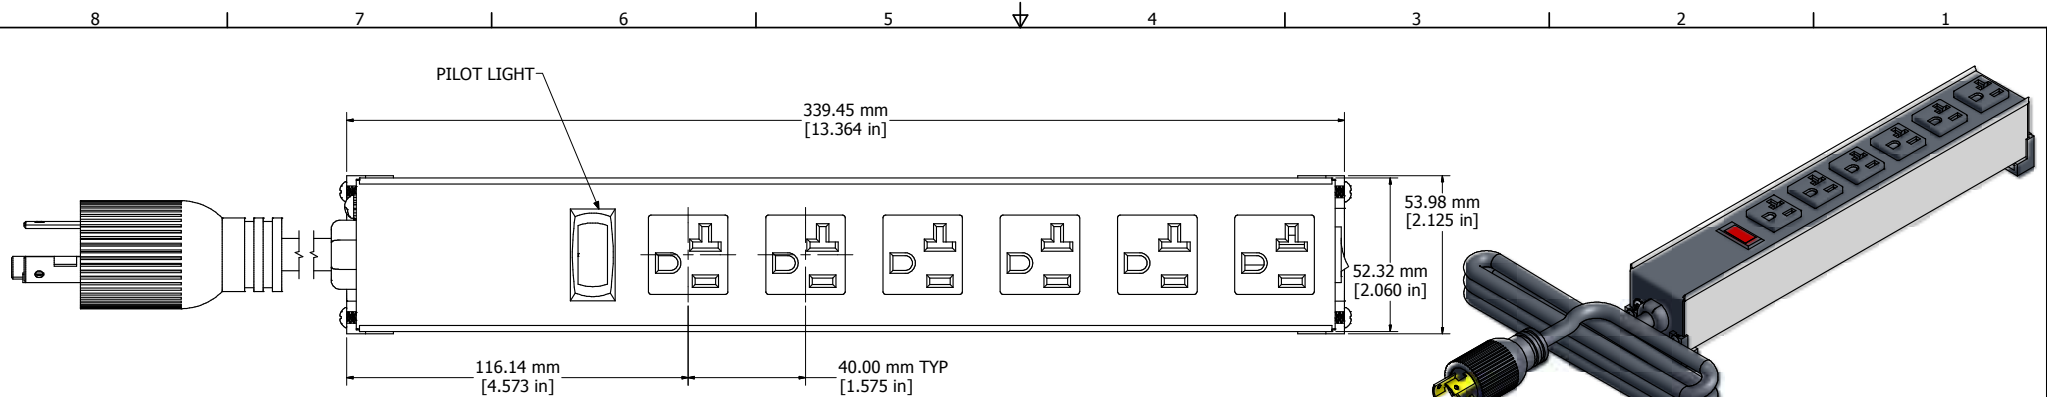 8 7 6 5 4 3 2 1
PILOT LIGHT
339.45 mm
[13.364 in]
53.98 mm
[2.125 in]
52.32 mm
[2.060 in]
116.14 mm
[4.573 in]
40.00 mm TYP
[1.575 in]